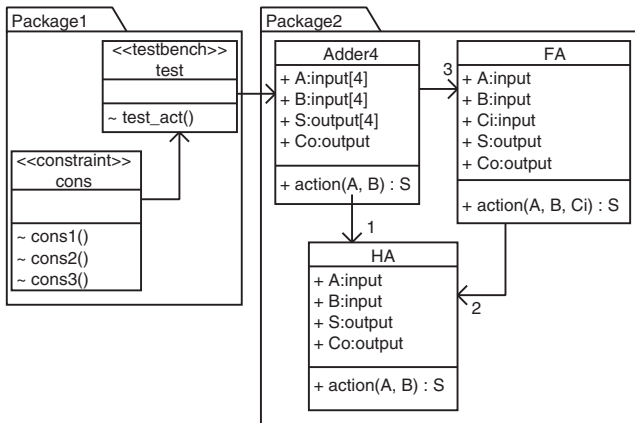 Package1
<<testbench>>
test
~ test_act()
<<constraint>>
cons
~ cons1()
~ cons2()
~ cons3()
Package2
Adder4
+ A:input[4]
+ B:input[4]
+ S:output[4]
+ Co:output
+ action(A, B) : S
3
FA
+ A:input
+ B:input
+ Ci:input
+ S:output
+ Co:output
+ action(A, B, Ci) : S
1
HA
+ A:input
+ B:input
+ S:output
+ Co:output
+ action(A, B) : S
2